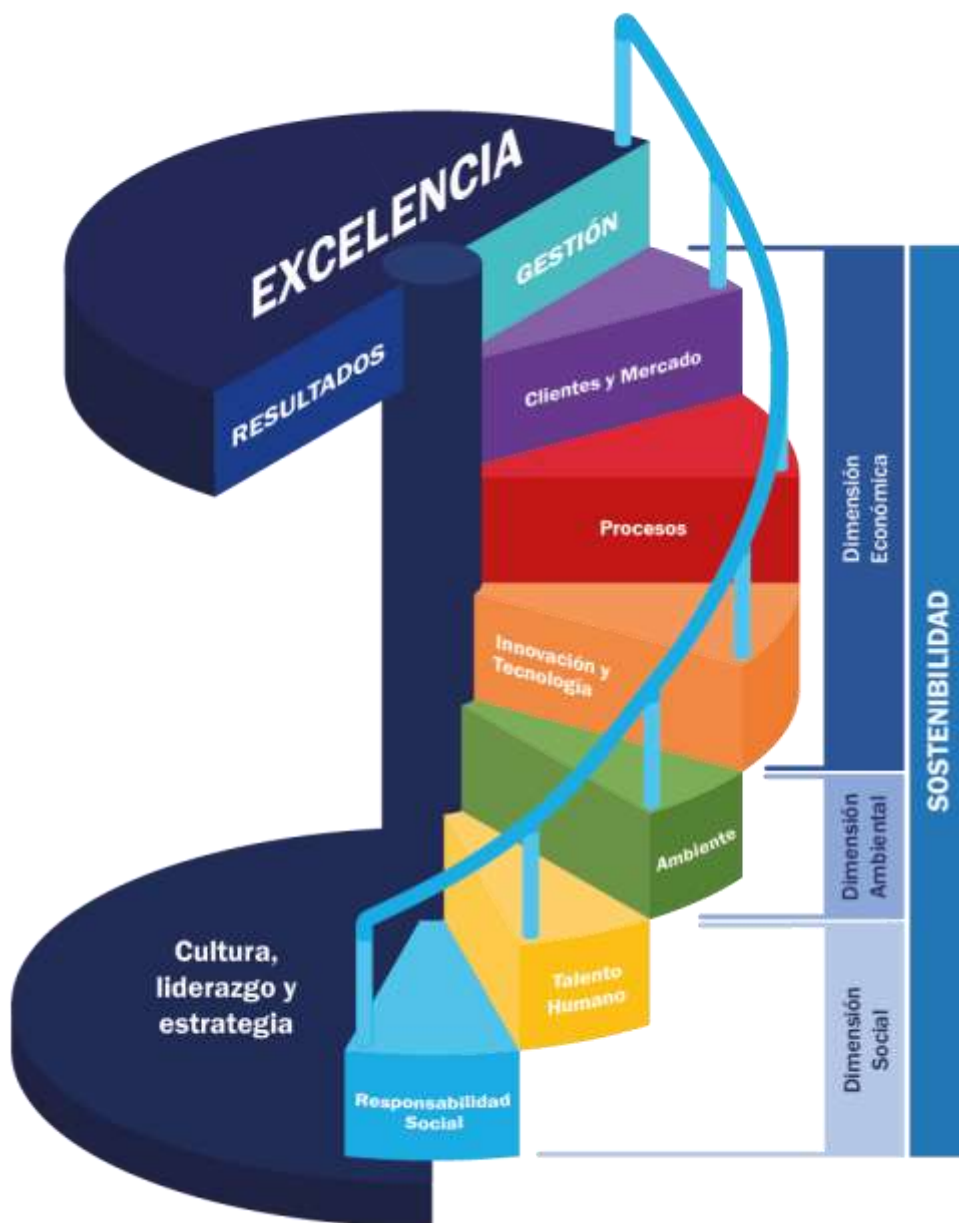 EXCELENCIA
GESTIÓN
RESULTADOS
Clientes y Mercado
Procesos
Innovación y
Tecnología
Ambiente
Talento
Humano
Responsabilidad
Social
Cultura,
liderazgo y
estrategia
Dimensión
Económica
Dimensión
Ambiental
Dimensión
Social
SOSTENIBILIDAD